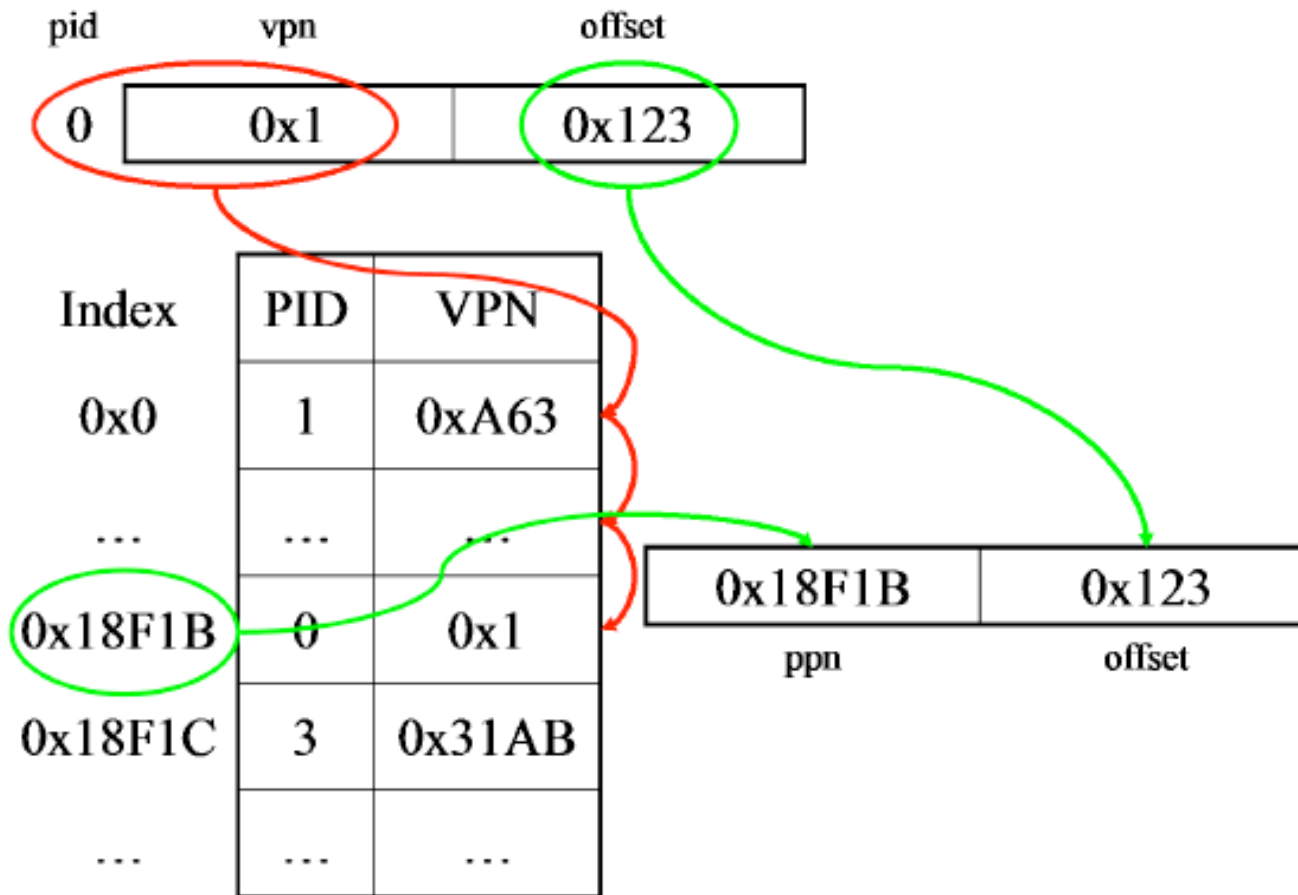 pid vpn offset
0 0x1 0x123
Index PID VPN
0x0 1 0xA63
... ... ...
0x18F1B 0 0x1
0x18F1B 0x123
ppn offset
0x18F1C 3 0x31AB
... ... ...